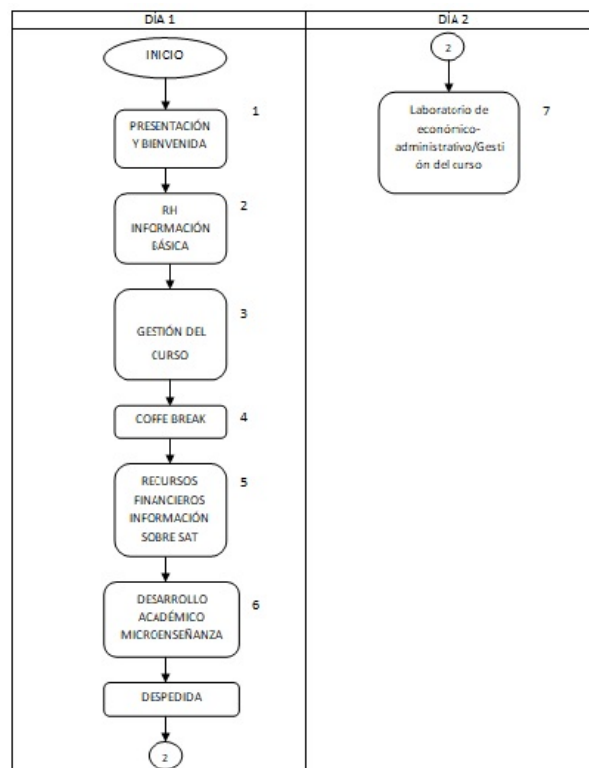 DÍA 1
INICIO
1
PRESENTACIÓN
Y BIENVENIDA
2
RH
INFORMACIÓN
BÁSICA
3
GESTIÓN DEL
CURSO
COFFE BREAK
4
5
RECURSOS
FINANCIEROS
INFORMACIÓN
SOBRE SAT
DESARROLLO
6
ACADÉMICO
MICROENSEÑANZA
DESPEDIDA
2
DÍA 2
2
Laboratorio de
7
económico-
administrativo/Gesti
ón del curso